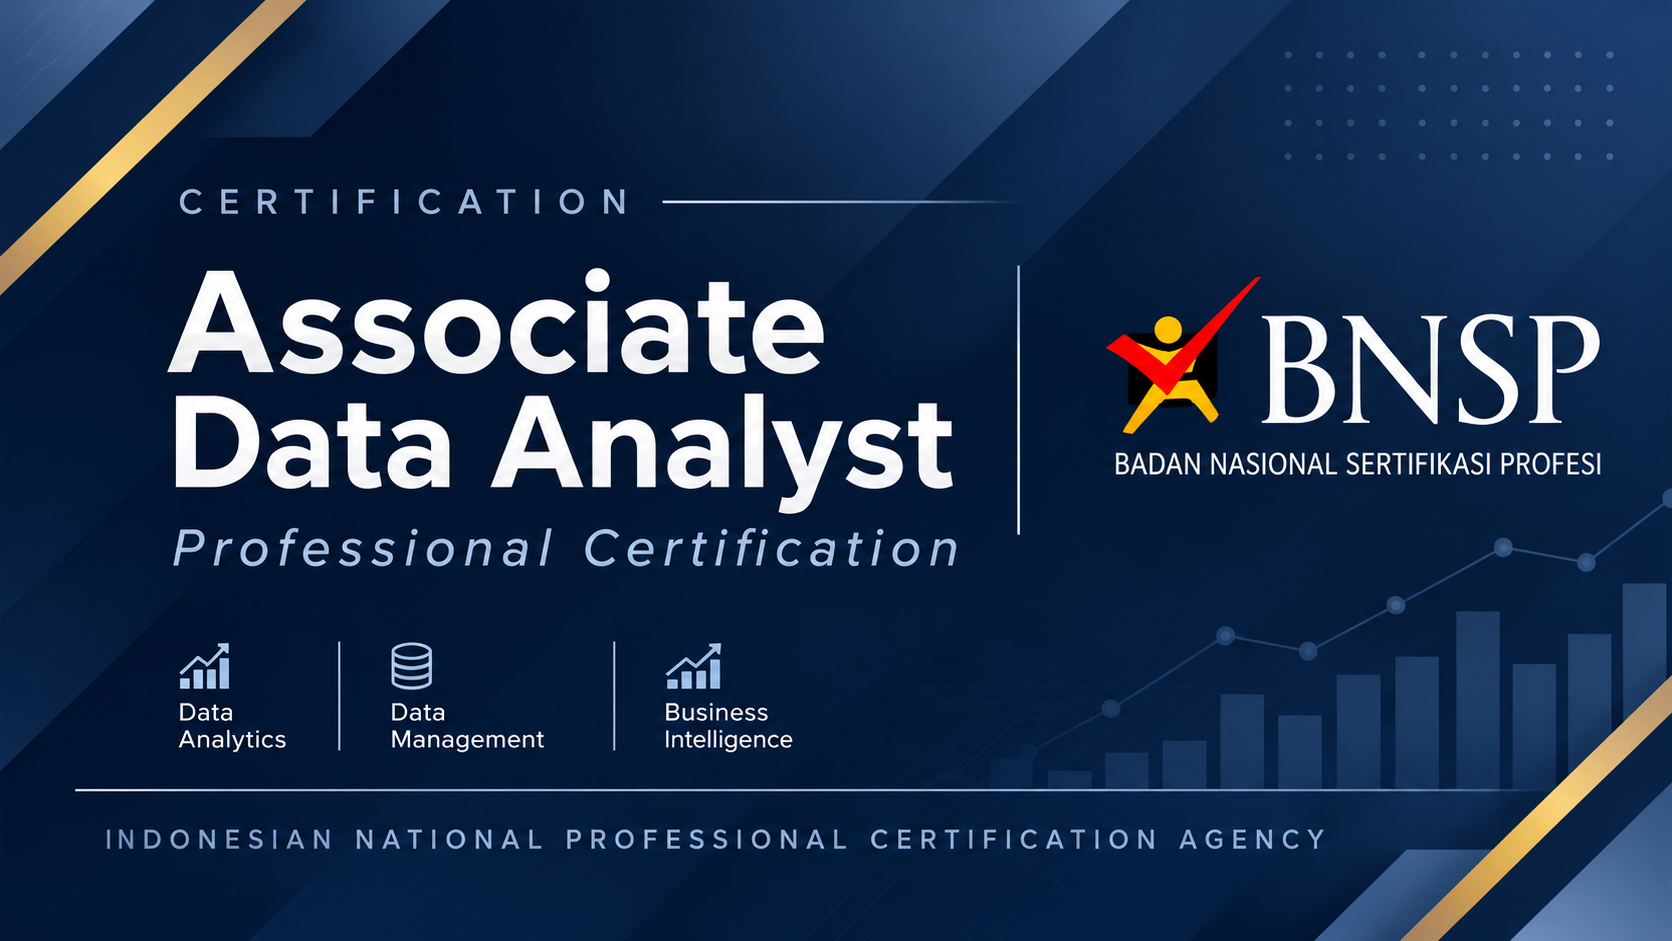 CERTIFICATION
Associate
Data Analyst
Professional Certification
BNSP
BADAN NASIONAL SERTIFIKASI PROFESI
Data
Analytics
Data
Management
Business
Intelligence
INDONESIAN NATIONAL PROFESSIONAL CERTIFICATION AGENCY